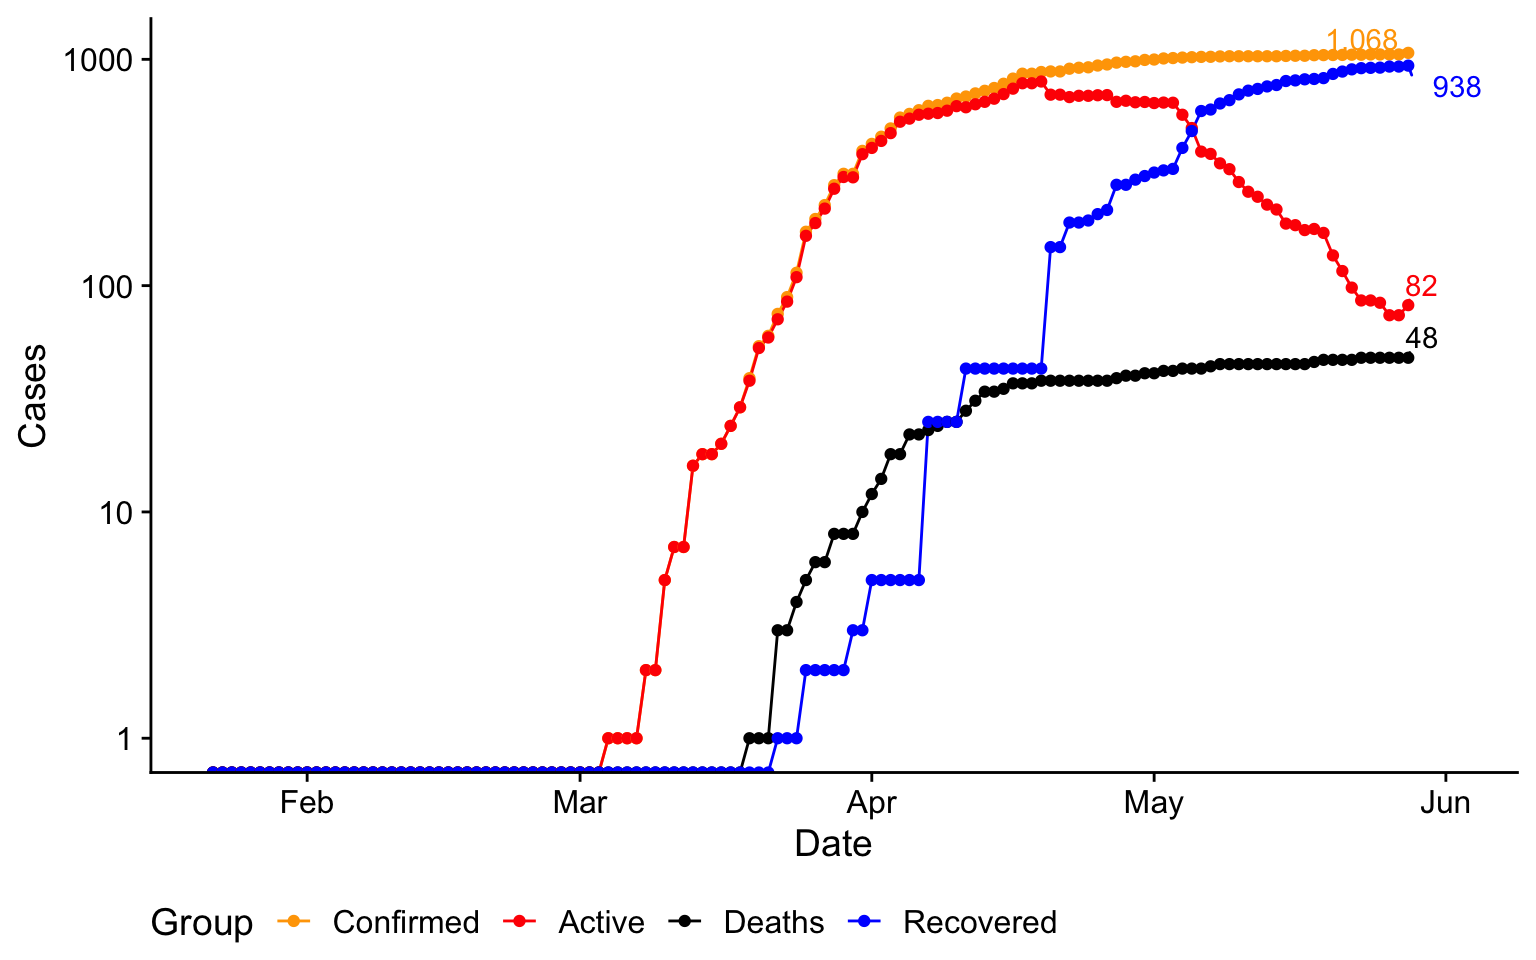 1,068
1000
938
82
100
48
10
1
Cases
Feb Mar Apr May Jun
Date
Group Confirmed Active Deaths Recovered